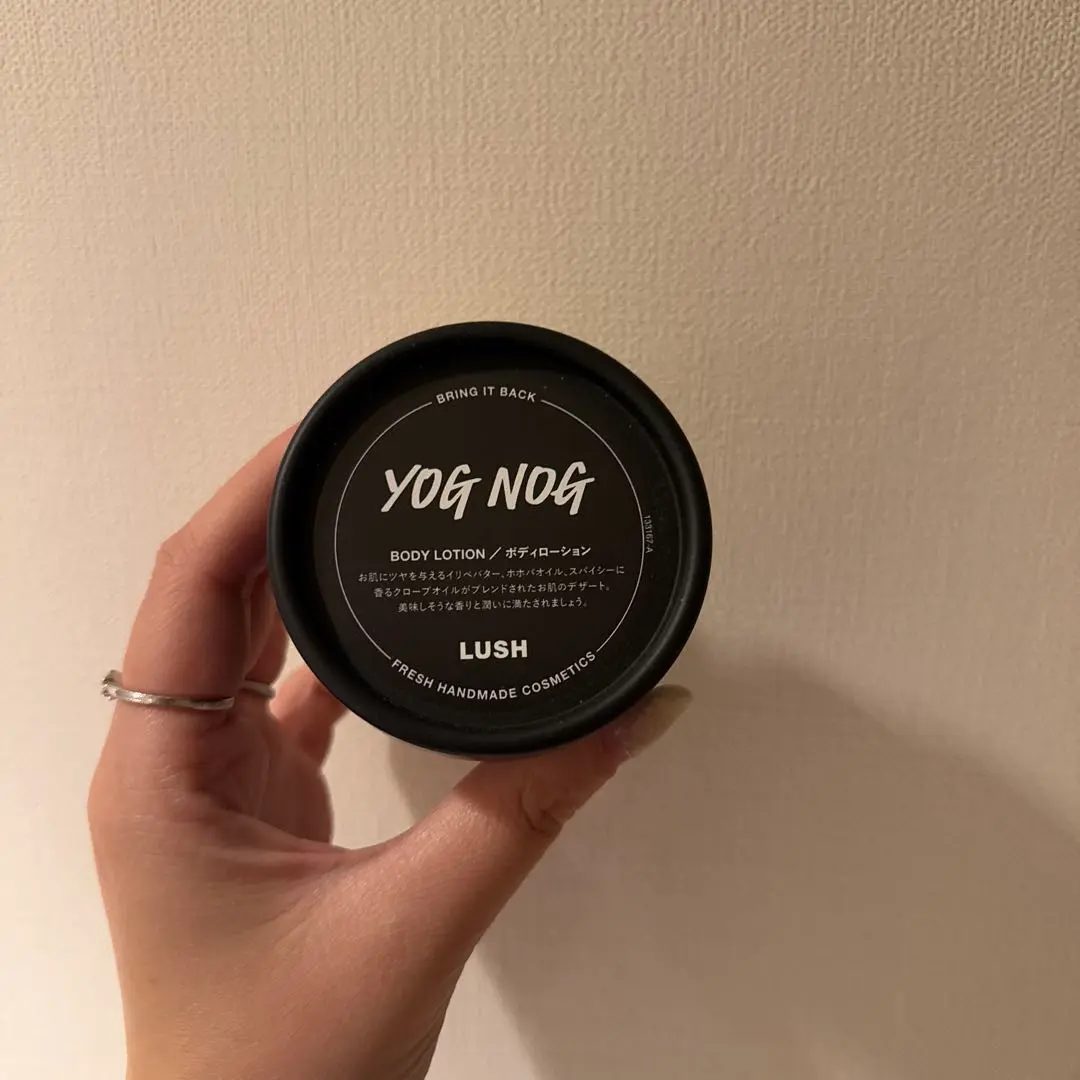 BRING IT BACK
YOG NOG
BODY LOTION / ボディローション
お肌にツヤを与えるイリペバター、ホホバオイル、スパイシーに
香るクローブオイルがブレンドされたお肌のデザート。
美味しそうな香りと潤いに満たされましょう。
133167-A
LUSH
FRESH HANDMADE COSMETICS